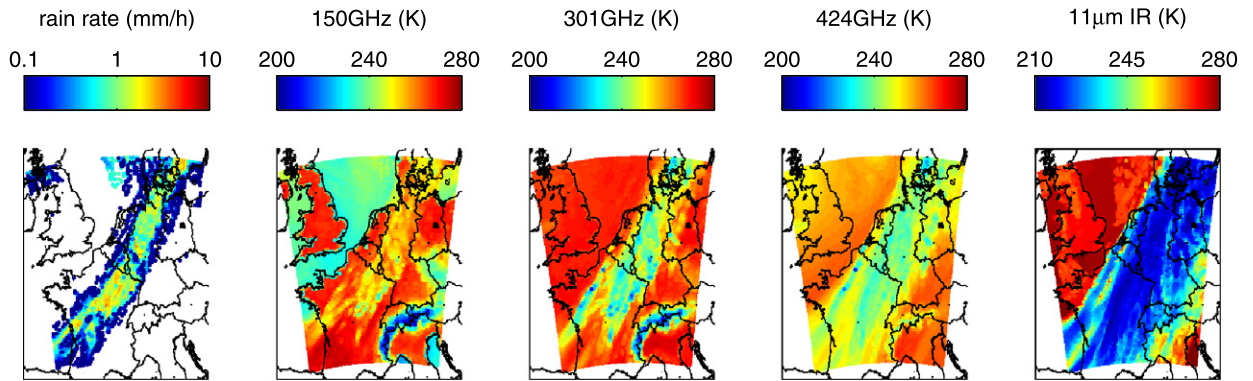 rain rate (mm/h) 150GHz (K) 301GHz (K) 424GHz (K) 11μm IR (K)
0.1 1 10 200 240 280 200 240 280 200 240 280 210 245 280